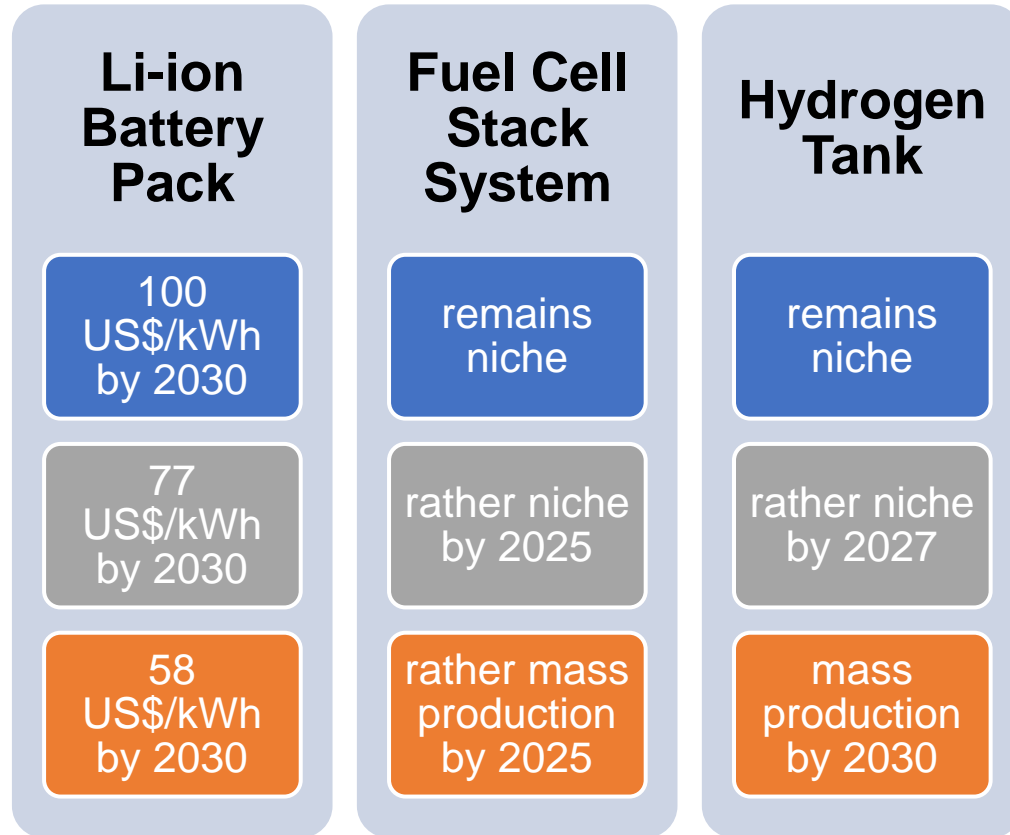 Li-ion
Battery
Pack
100
US$/kWh
by 2030
77
US$/kWh
by 2030
58
US$/kWh
by 2030
Fuel Cell
Stack
System
remains
niche
rather niche
by 2025
rather mass
production
by 2025
Hydrogen
Tank
remains
niche
rather niche
by 2027
mass
production
by 2030